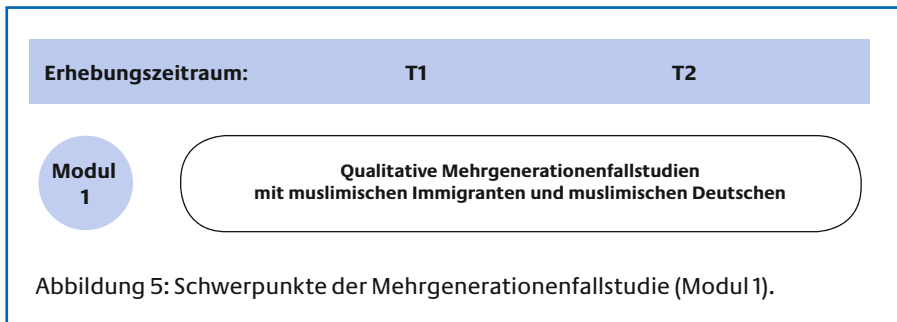 Erhebungszeitraum: T1 T2
Modul
1
Qualitative Mehrgenerationenfallstudien
mit muslimischen Immigranten und muslimischen Deutschen
Abbildung 5: Schwerpunkte der Mehrgenerationenfallstudie (Modul 1).